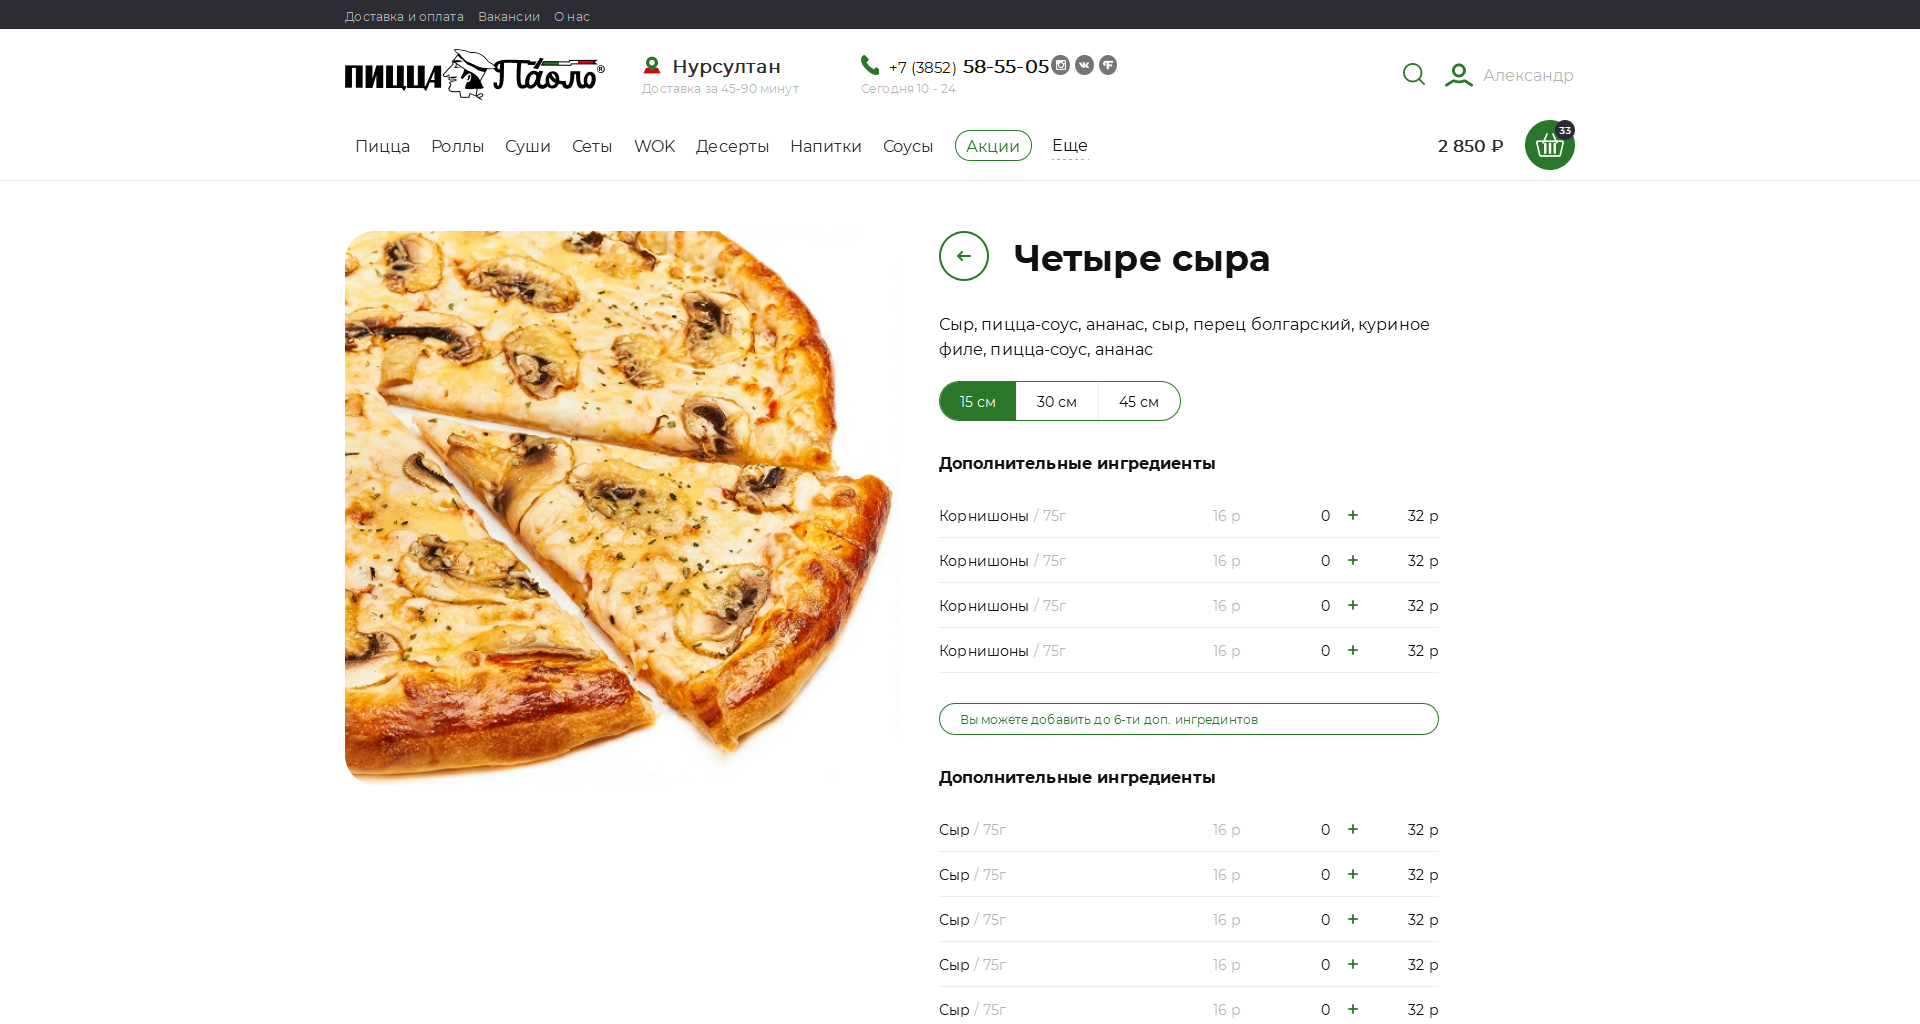 Доставка и оплата Вакансии О нас
ПИЦЦА Па́оло®
Нурсултан
Доставка за 45-90 минут
+7 (3852) 58-55-05
Сегодня 10 - 24
Александр
Пицца Роллы Суши Сеты WOK Десерты Напитки Соусы Акции Еще
2 850 ₽
33
Четыре сыра
Сыр, пицца-соус, ананас, сыр, перец болгарский, куриное
филе, пицца-соус, ананас
15 см 30 см 45 см
Дополнительные ингредиенты
Корнишоны / 75г 16 р 0 + 32 р
Корнишоны / 75г 16 р 0 + 32 р
Корнишоны / 75г 16 р 0 + 32 р
Корнишоны / 75г 16 р 0 + 32 р
Вы можете добавить до 6-ти доп. ингрединтов
Дополнительные ингредиенты
Сыр / 75г 16 р 0 + 32 р
Сыр / 75г 16 р 0 + 32 р
Сыр / 75г 16 р 0 + 32 р
Сыр / 75г 16 р 0 + 32 р
Сыр / 75г 16 р 0 + 32 р